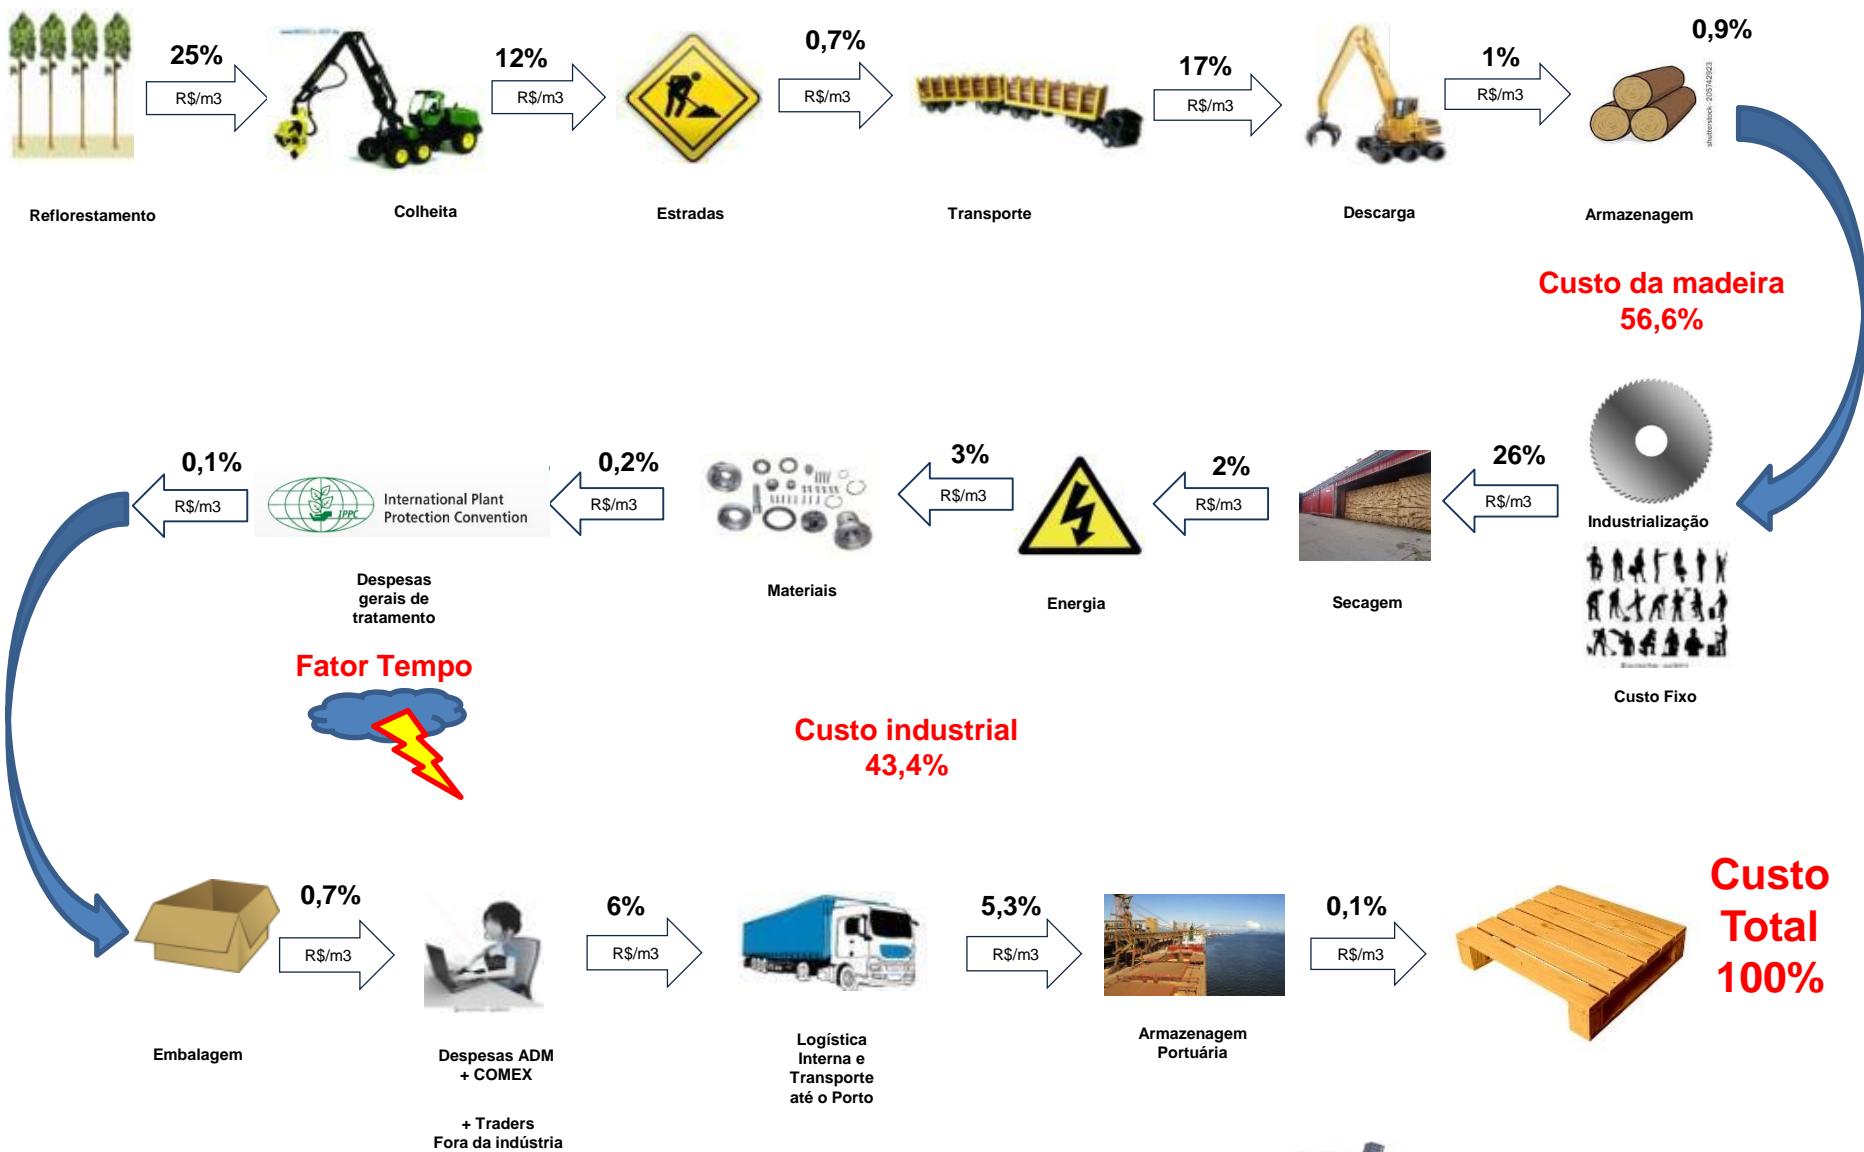 25%
R$/m3
12%
R$/m3
0,7%
R$/m3
17%
R$/m3
1%
R$/m3
0,9%
shutterstock · 205742923
Reflorestamento
Colheita
Estradas
Transporte
Descarga
Armazenagem
Custo da madeira
56,6%
0,1%
R$/m3
IPPC
International Plant
Protection Convention
0,2%
R$/m3
3%
R$/m3
2%
R$/m3
26%
R$/m3
Industrialização
Despesas
gerais de
tratamento
Materiais
Energia
Secagem
Custo Fixo
Fator Tempo
Custo industrial
43,4%
0,7%
R$/m3
6%
R$/m3
5,3%
R$/m3
0,1%
R$/m3
Custo
Total
100%
Embalagem
Despesas ADM
+ COMEX
+ Traders
Fora da indústria
Logística
Interna e
Transporte
até o Porto
Armazenagem
Portuária